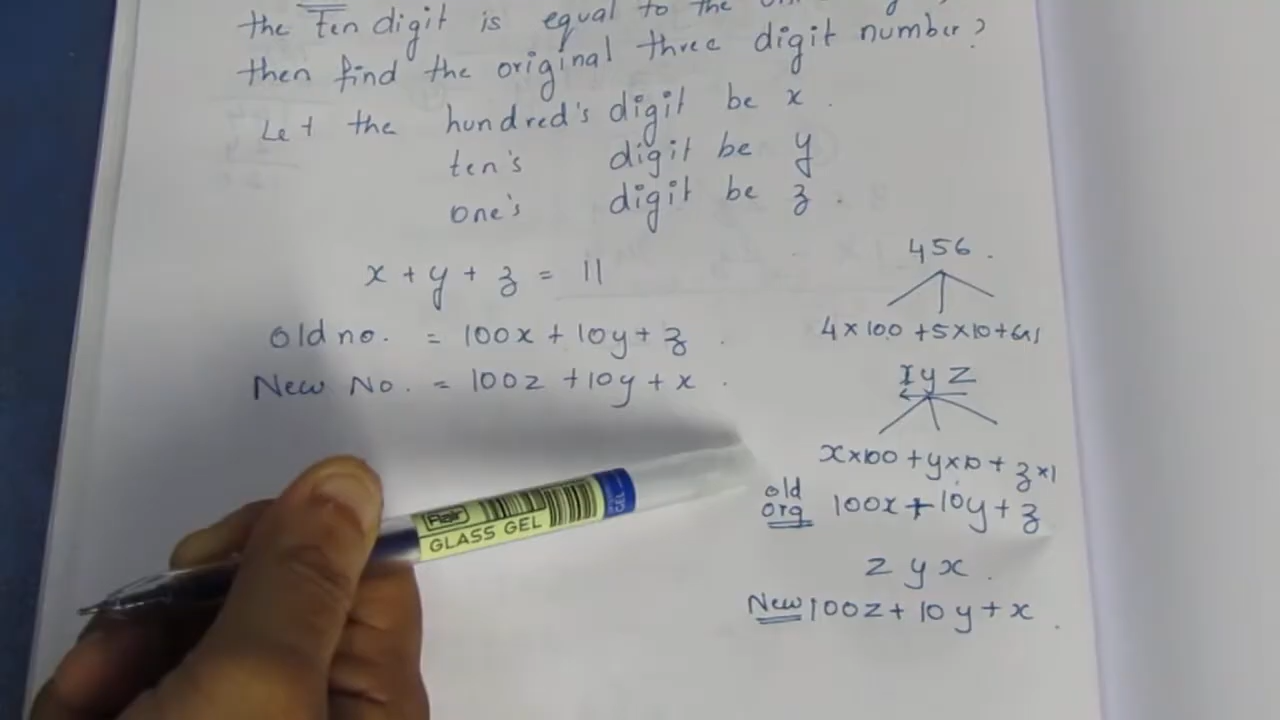 the Ten digit is equal to the
then find the original three digit number?
Let the hundred's digit be x.
ten's digit be y
one's digit be z.
x + y + z = 11
old no. = 100x + 10y + z.
New No. = 100z + 10y + x.
456.
4×100 + 5×10 + 6×1
x y z
x×100 + y×10 + z×1
old
org 100x + 10y + z
z y x.
New 100z + 10y + x.
Flair
GLASS GEL
GEL